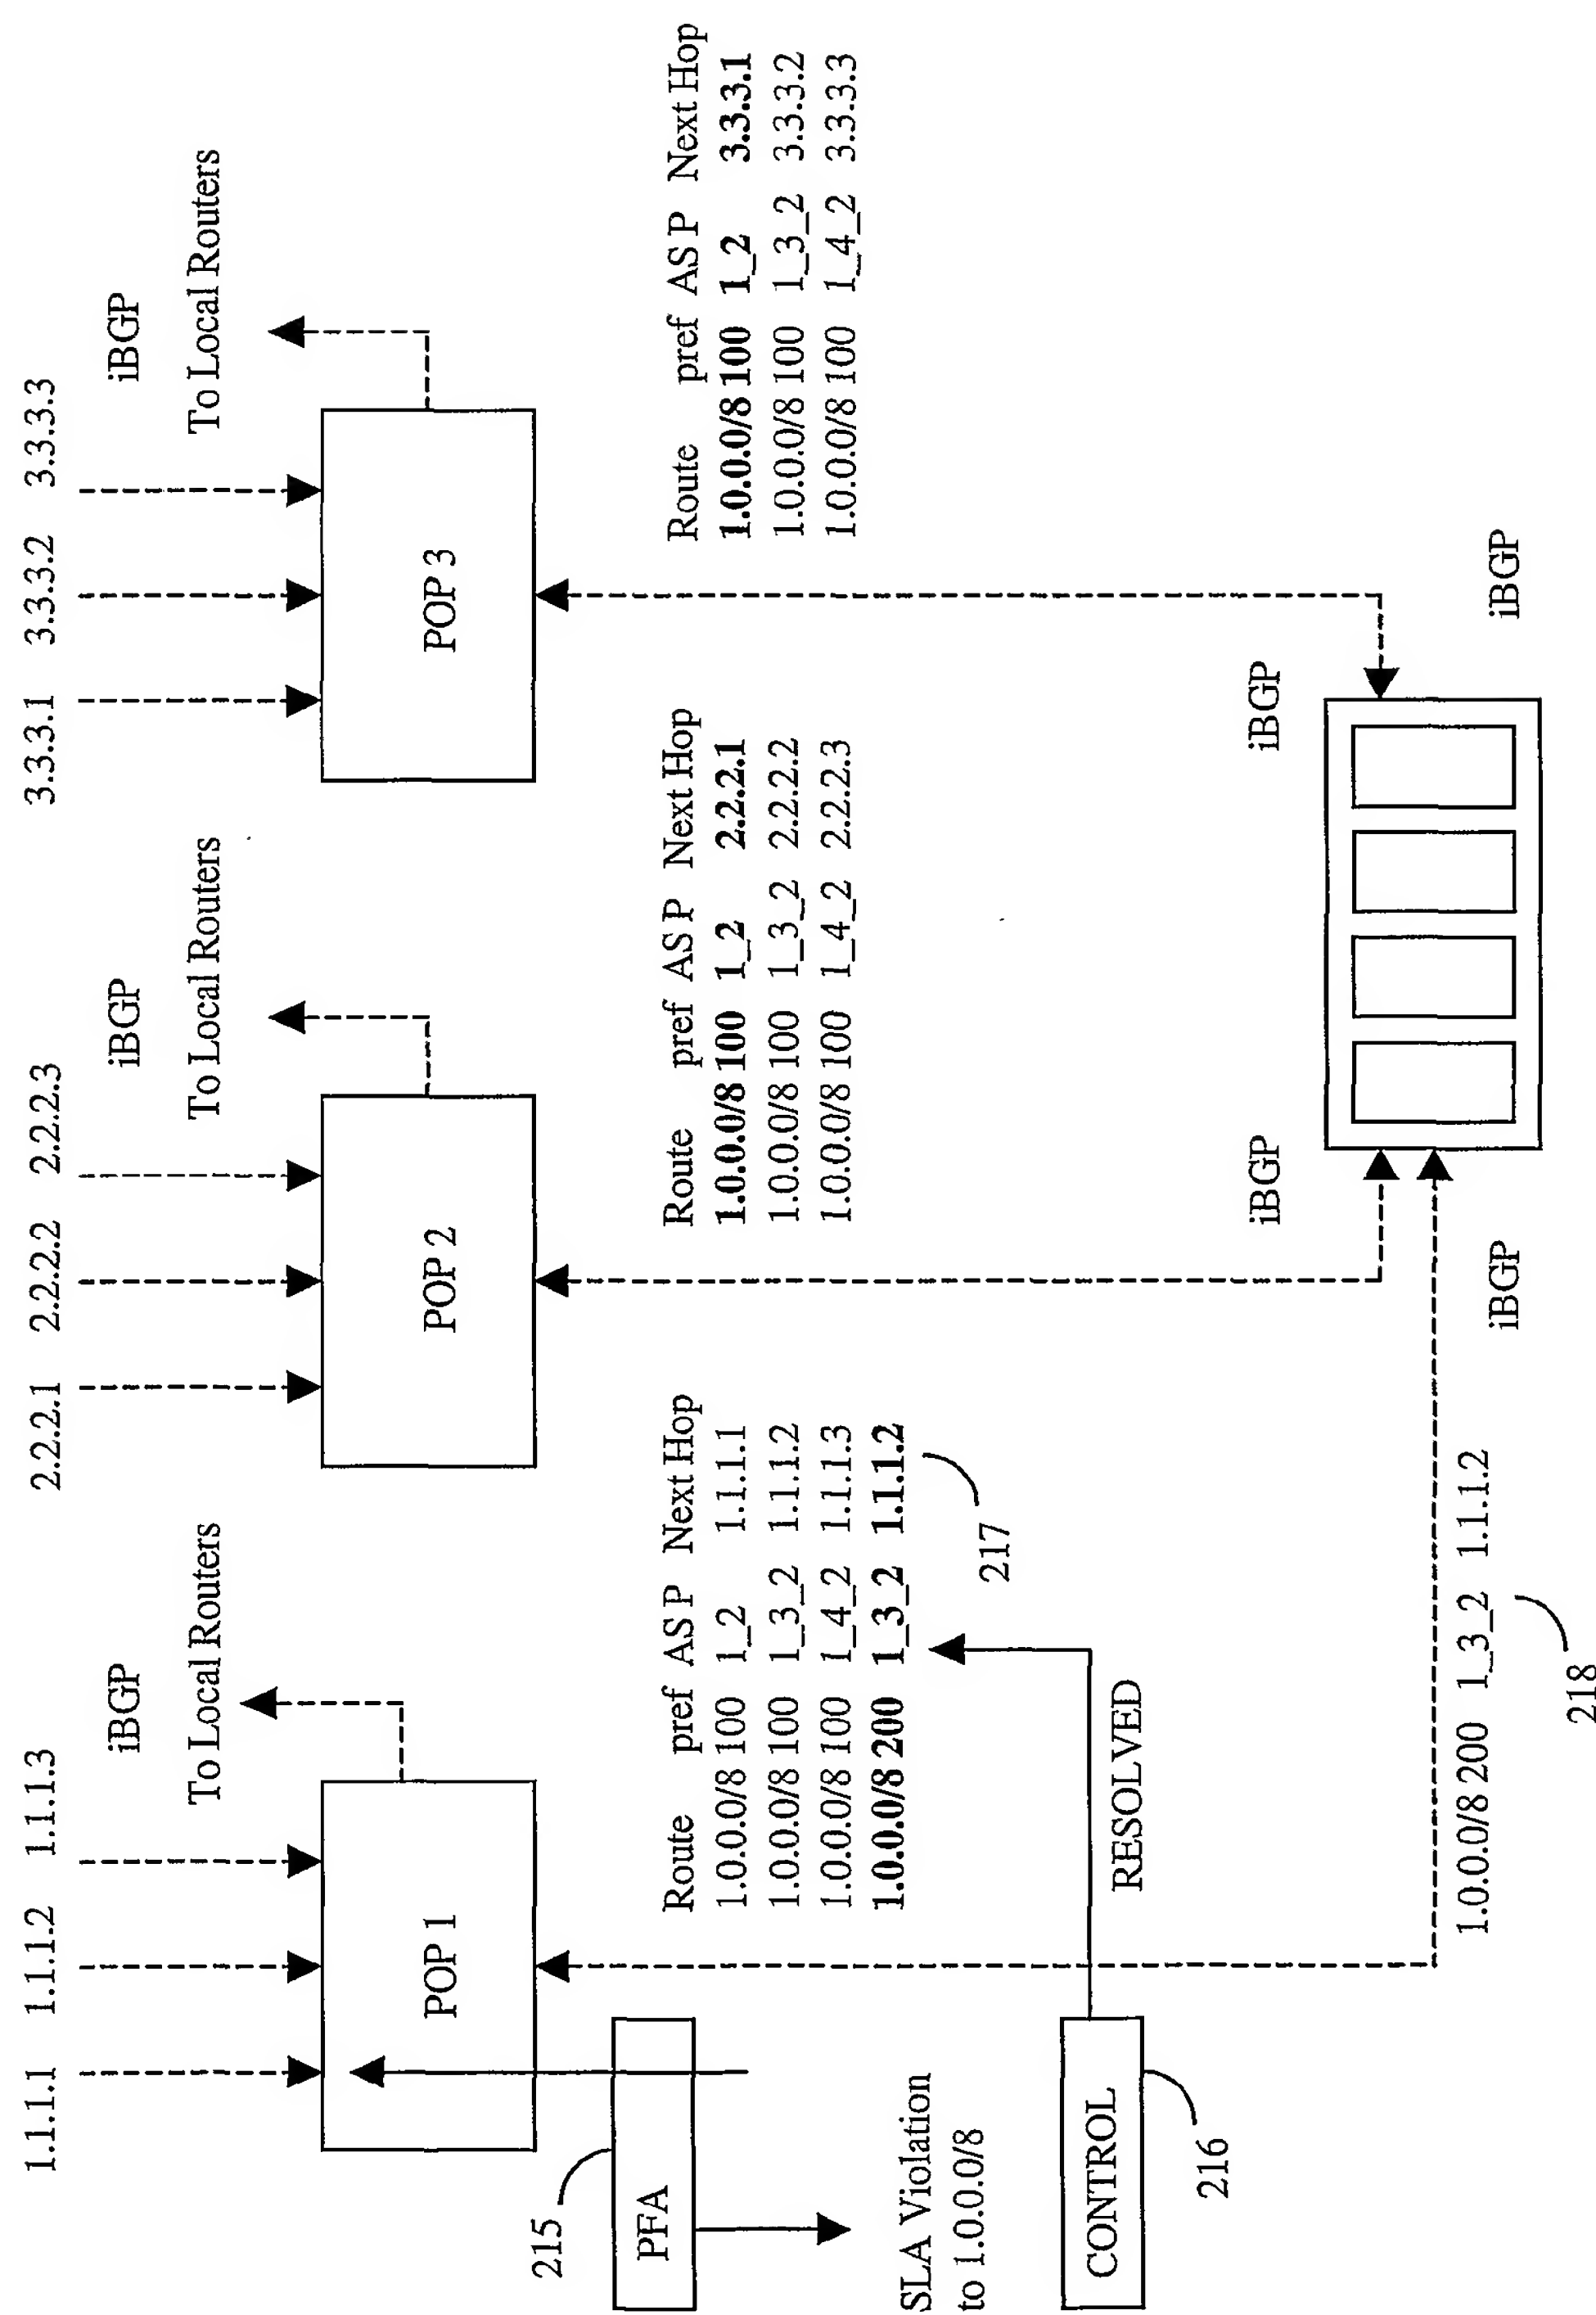 1.1.1.1 1.1.1.2 1.1.1.3
iBGP
To Local Routers
POP 1
2.2.2.1 2.2.2.2 2.2.2.3
iBGP
To Local Routers
POP 2
3.3.3.1 3.3.3.2 3.3.3.3
iBGP
To Local Routers
POP 3
215
PFA
SLA Violation
to 1.0.0.0/8
CONTROL
216
RESOLVED
Route pref AS P Next Hop
1.0.0.0/8 100 1_2 1.1.1.1
1.0.0.0/8 100 1_3_2 1.1.1.2
1.0.0.0/8 100 1_4_2 1.1.1.3
1.0.0.0/8 200 1_3_2 1.1.1.2
217
Route pref AS P Next Hop
1.0.0.0/8 100 1_2 2.2.2.1
1.0.0.0/8 100 1_3_2 2.2.2.2
1.0.0.0/8 100 1_4_2 2.2.2.3
Route pref AS P Next Hop
1.0.0.0/8 100 1_2 3.3.3.1
1.0.0.0/8 100 1_3_2 3.3.3.2
1.0.0.0/8 100 1_4_2 3.3.3.3
iBGP
iBGP
1.0.0.0/8 200 1_3_2 1.1.1.2
218
iBGP
iBGP